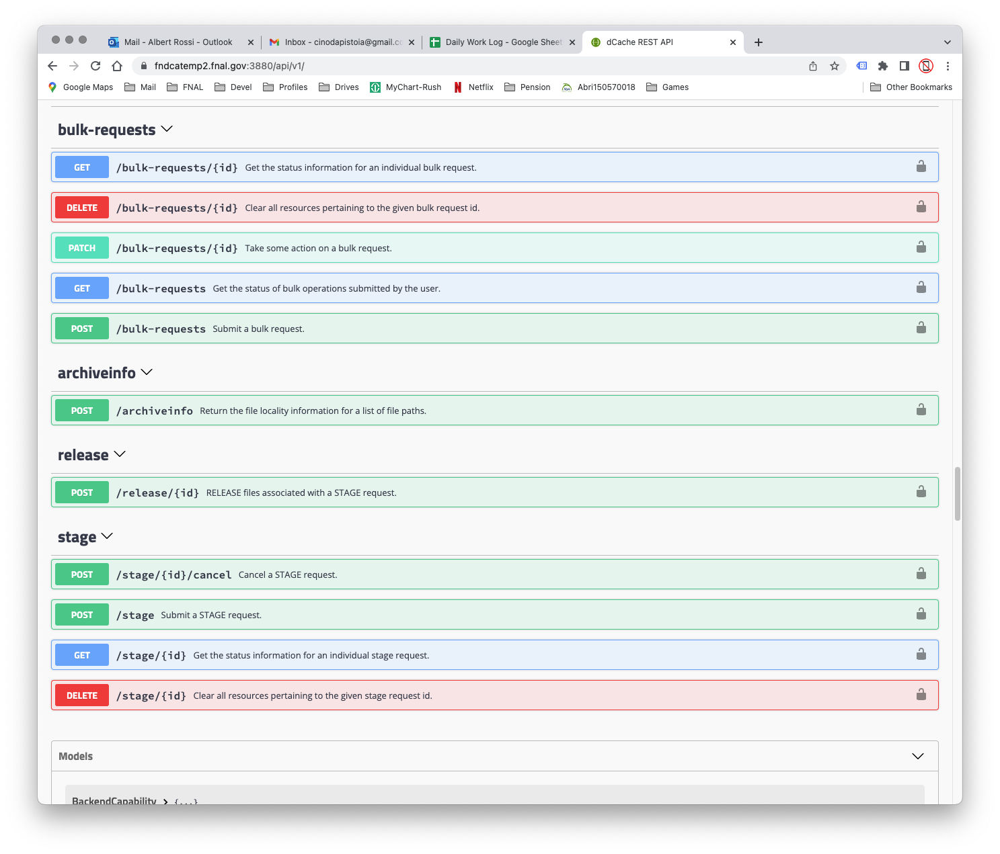 Mail - Albert Rossi - Outlook
Inbox - cinodapistoia@gmail.cc
Daily Work Log - Google Sheet
dCache REST API
fndcatemp2.fnal.gov:3880/api/v1/
Google Maps Mail FNAL Devel Profiles Drives MyChart-Rush Netflix Pension Abri150570018 Games Other Bookmarks
bulk-requests
GET /bulk-requests/{id} Get the status information for an individual bulk request.
DELETE /bulk-requests/{id} Clear all resources pertaining to the given bulk request id.
PATCH /bulk-requests/{id} Take some action on a bulk request.
GET /bulk-requests Get the status of bulk operations submitted by the user.
POST /bulk-requests Submit a bulk request.
archiveinfo
POST /archiveinfo Return the file locality information for a list of file paths.
release
POST /release/{id} RELEASE files associated with a STAGE request.
stage
POST /stage/{id}/cancel Cancel a STAGE request.
POST /stage Submit a STAGE request.
GET /stage/{id} Get the status information for an individual stage request.
DELETE /stage/{id} Clear all resources pertaining to the given stage request id.
Models
BackendCapability > {...}